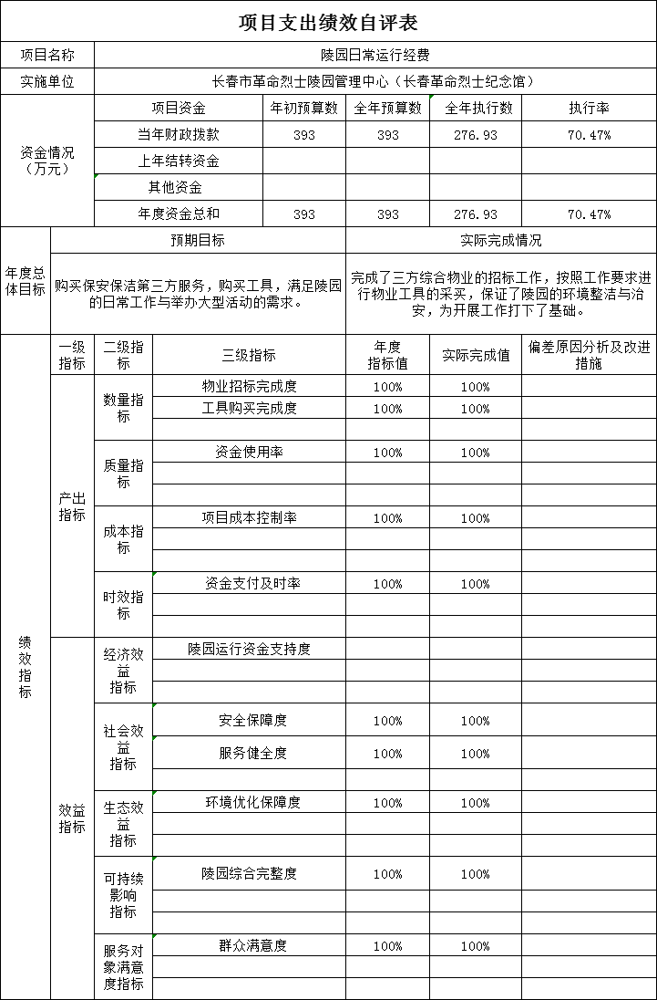 项目支出绩效自评表
项目名称 陵园日常运行经费
实施单位 长春市革命烈士陵园管理中心（长春革命烈士纪念馆）
资金情况
（万元）
项目资金 年初预算数 全年预算数 全年执行数 执行率
当年财政拨款 393 393 276.93 70.47%
上年结转资金
其他资金
年度资金总和 393 393 276.93 70.47%
年度总
体目标
预期目标 实际完成情况
购买保安保洁第三方服务，购买工具，满足陵园
的日常工作与举办大型活动的需求。
完成了三方综合物业的招标工作，按照工作要求进
行物业工具的采买，保证了陵园的环境整洁与治
安，为开展工作打下了基础。
绩
效
指
标
一级
指标
二级指
标
三级指标
年度
指标值
实际完成值
偏差原因分析及改进
措施
产出
指标
数量指
标
物业招标完成度 100% 100%
工具购买完成度 100% 100%
质量指
标
资金使用率 100% 100%
成本指
标
项目成本控制率 100% 100%
时效指
标
资金支付及时率 100% 100%
效益
指标
经济效
益
指标
陵园运行资金支持度
社会效
益
指标
安全保障度 100% 100%
服务健全度 100% 100%
生态效
益
指标
环境优化保障度 100% 100%
可持续
影响
指标
陵园综合完整度 100% 100%
服务对
象满意
度指标
群众满意度 100% 100%